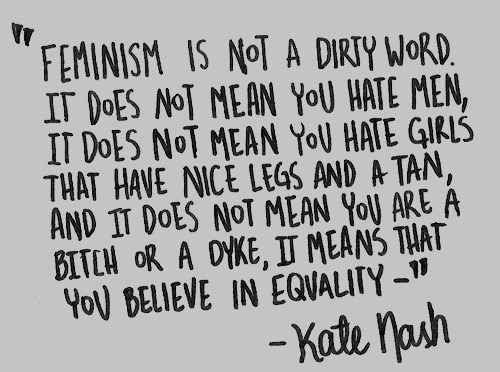 "FEMINISM IS NOT A DIRTY WORD.
IT DOES NOT MEAN YOU HATE MEN,
IT DOES NOT MEAN YOU HATE GIRLS
THAT HAVE NICE LEGS AND A TAN,
AND IT DOES NOT MEAN YOU ARE A
BITCH OR A DYKE, IT MEANS THAT
YOU BELIEVE IN EQUALITY -"
- Kate Nash